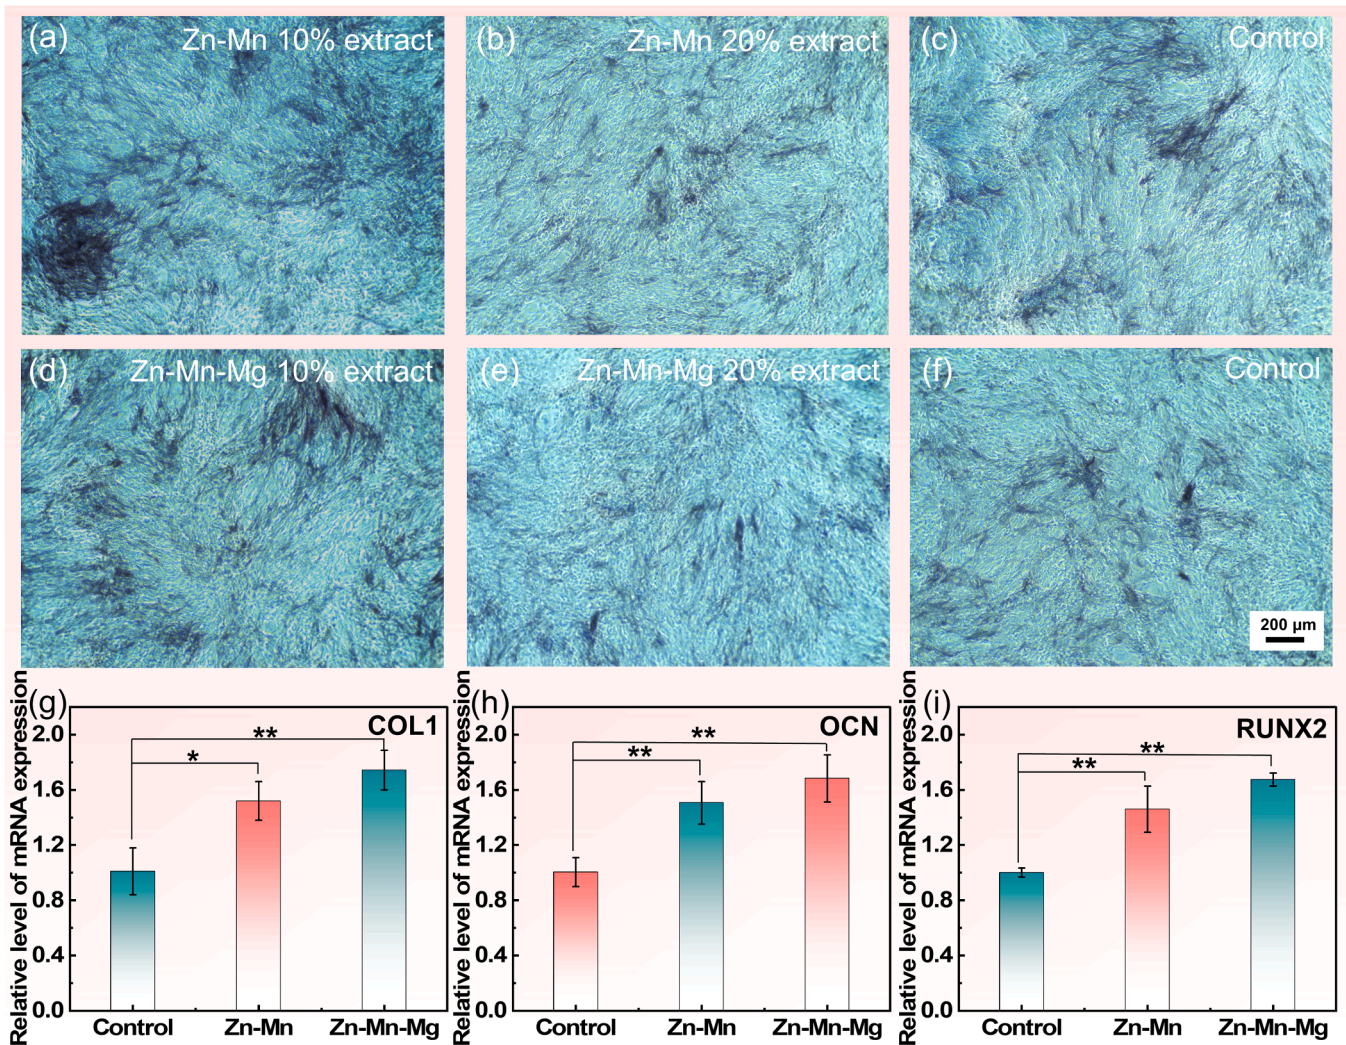 (a) Zn-Mn 10% extract
(b) Zn-Mn 20% extract
(c) Control
(d) Zn-Mn-Mg 10% extract
(e) Zn-Mn-Mg 20% extract
(f) Control
200 μm
(g)
COL1
Relative level of mRNA expression
2.0
1.6
1.2
0.8
0.4
0.0
**
*
Control Zn-Mn Zn-Mn-Mg
(h)
OCN
Relative level of mRNA expression
2.0
1.6
1.2
0.8
0.4
0.0
**
**
Control Zn-Mn Zn-Mn-Mg
(i)
RUNX2
Relative level of mRNA expression
2.0
1.6
1.2
0.8
0.4
0.0
**
**
Control Zn-Mn Zn-Mn-Mg